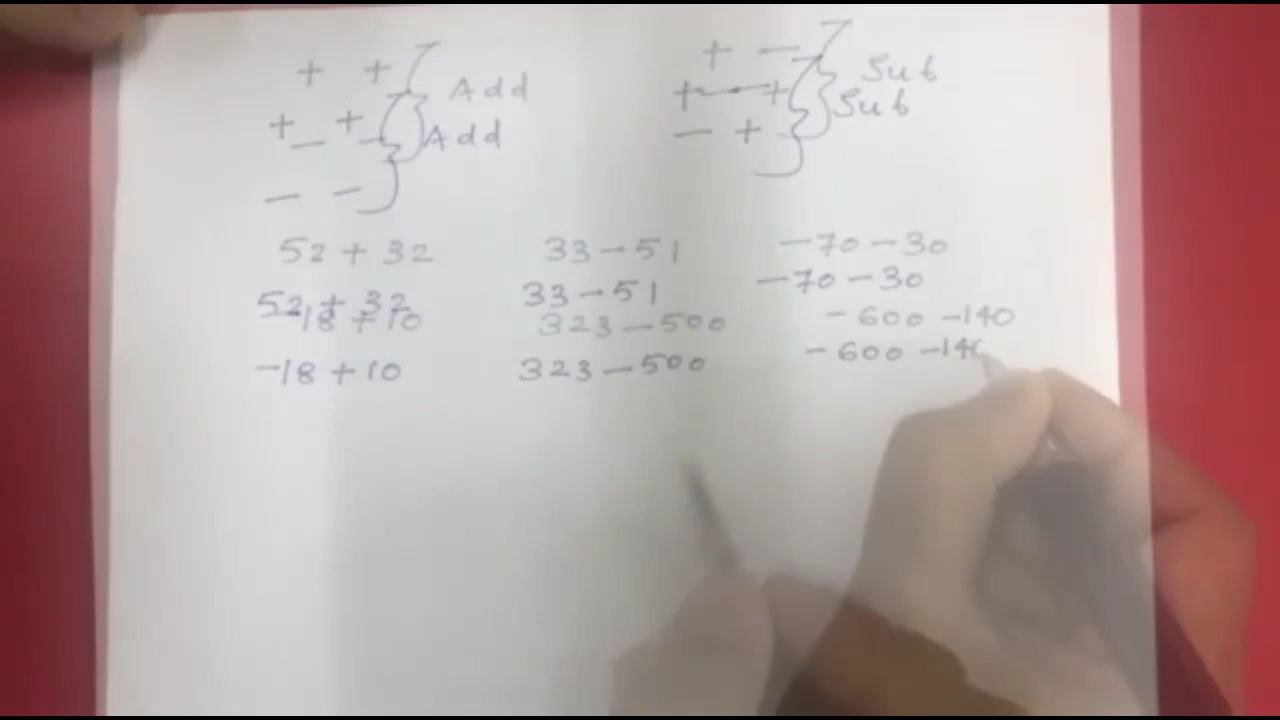 + + + -
Add Sub
+ + + - - +
Add Sub
- - - +
- -
52 + 32 33 - 51 -70 - 30
52 + 32 33 - 51 -70 - 30
18 + 10 323 - 500 - 600 - 140
-18 + 10 323 - 500 - 600 - 140